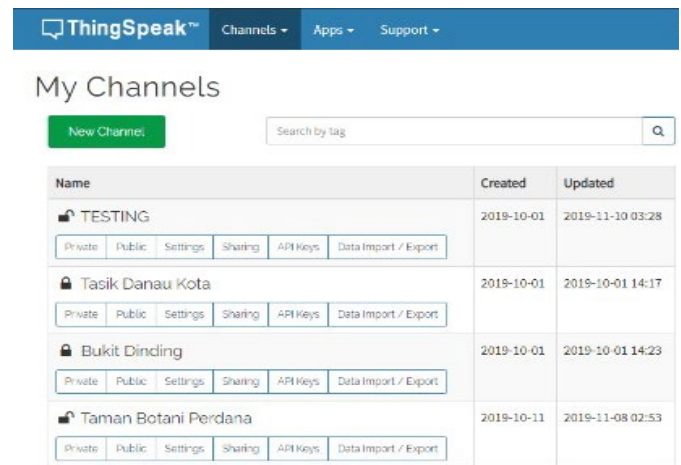 ThingSpeak™ Channels Apps Support
My Channels
New Channel Search by tag
Name Created Updated
TESTING 2019-10-01 2019-11-10 03:28
Private Public Settings Sharing API Keys Data Import / Export
Tasik Danau Kota 2019-10-01 2019-10-01 14:17
Private Public Settings Sharing API Keys Data Import / Export
Bukit Dinding 2019-10-01 2019-10-01 14:23
Private Public Settings Sharing API Keys Data Import / Export
Taman Botani Perdana 2019-10-11 2019-11-08 02:53
Private Public Settings Sharing API Keys Data Import / Export